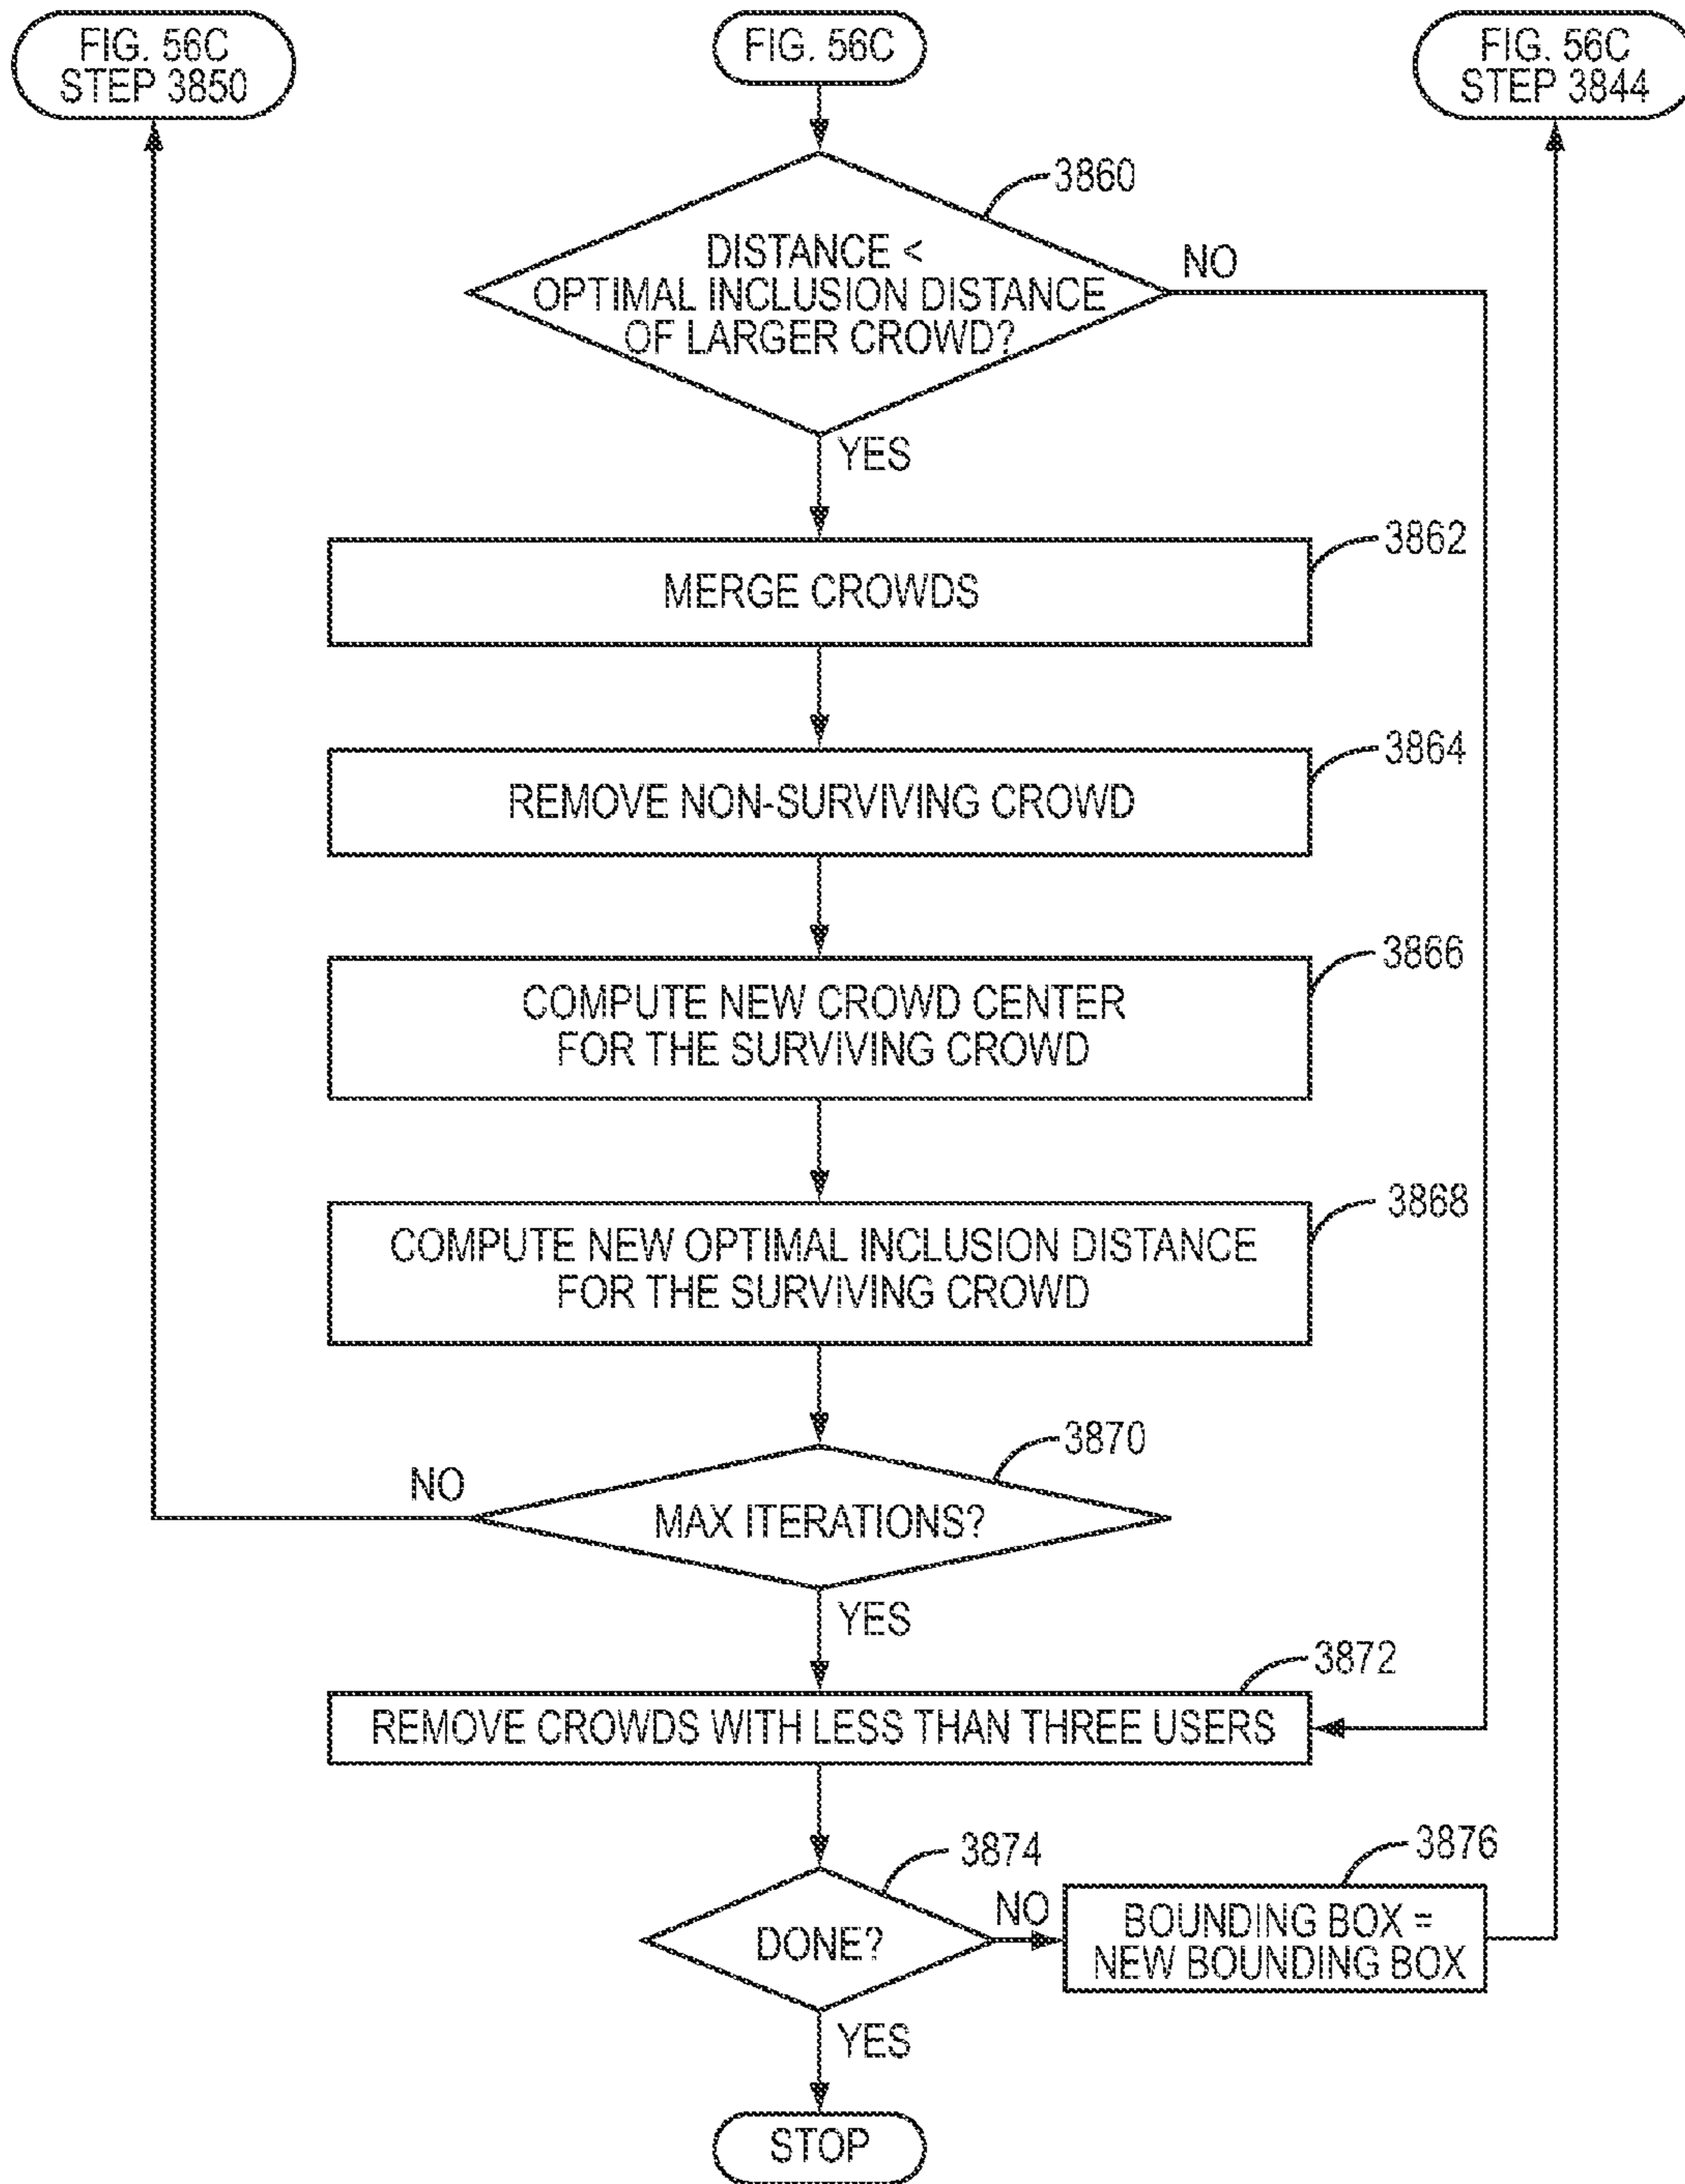 FIG. 56C
STEP 3850
FIG. 56C
FIG. 56C
STEP 3844
3860
DISTANCE <
OPTIMAL INCLUSION DISTANCE
OF LARGER CROWD?
NO
YES
3862
MERGE CROWDS
3864
REMOVE NON-SURVIVING CROWD
3866
COMPUTE NEW CROWD CENTER
FOR THE SURVIVING CROWD
3868
COMPUTE NEW OPTIMAL INCLUSION DISTANCE
FOR THE SURVIVING CROWD
3870
NO
MAX ITERATIONS?
YES
3872
REMOVE CROWDS WITH LESS THAN THREE USERS
3874
3876
DONE?
NO
BOUNDING BOX =
NEW BOUNDING BOX
YES
STOP